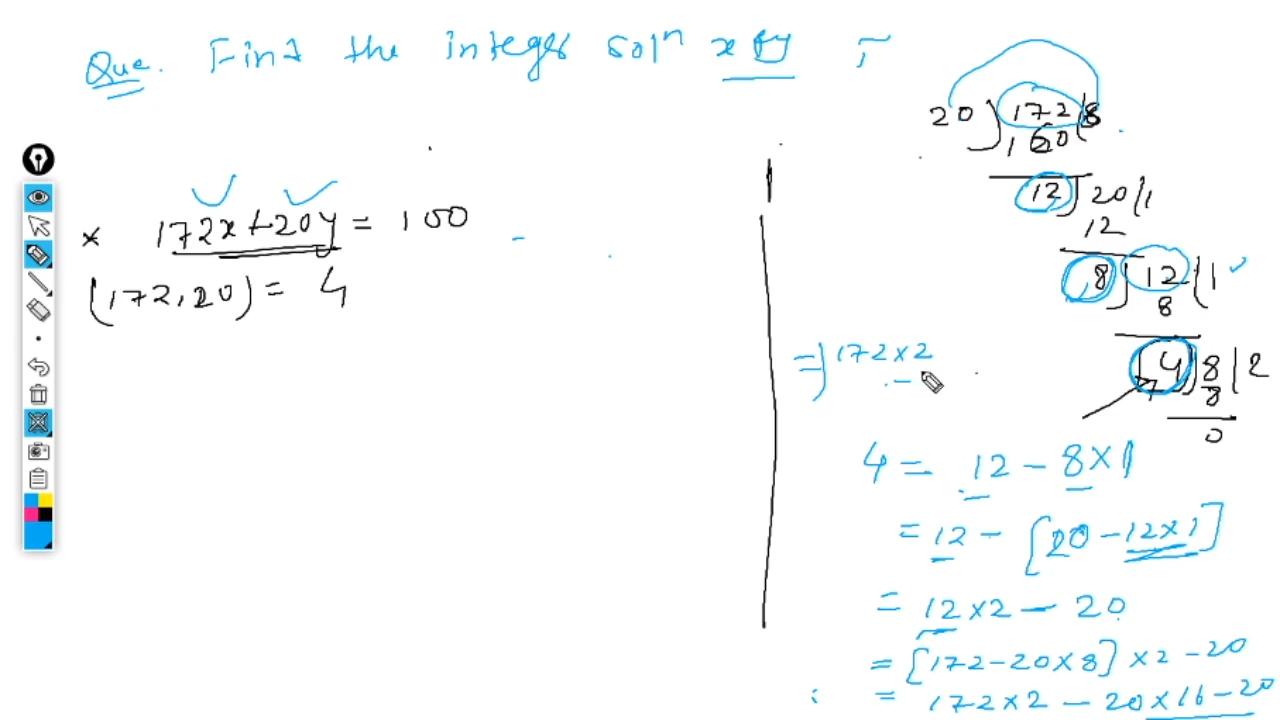 Que. Find the integer solⁿ x & y
172x + 20y = 100
(172, 20) = 4
20 ) 172 ( 8
160
12 ) 20 ( 1
12
8 ) 12 ( 1
8
4 ) 8 ( 2
8
0
⇒ 172 × 2
4 = 12 - 8 × 1
= 12 - [20 - 12 × 1]
= 12 × 2 - 20
= [172 - 20 × 8] × 2 - 20
= 172 × 2 - 20 × 16 - 20